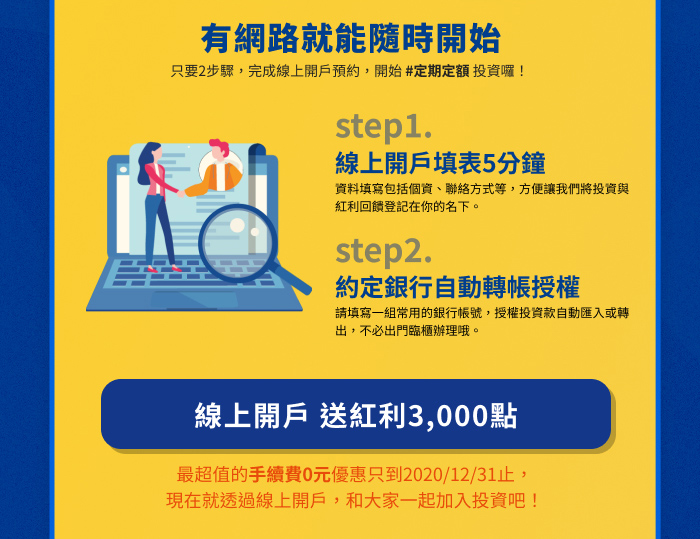 有網路就能隨時開始
只要2步驟，完成線上開戶預約，開始 #定期定額 投資囉！
step1.
線上開戶填表5分鐘
資料填寫包括個資、聯絡方式等，方便讓我們將投資與
紅利回饋登記在你的名下。
step2.
約定銀行自動轉帳授權
請填寫一組常用的銀行帳號，授權投資款自動匯入或轉
出，不必出門臨櫃辦理哦。
線上開戶 送紅利3,000點
最超值的手續費0元優惠只到2020/12/31止，
現在就透過線上開戶，和大家一起加入投資吧！